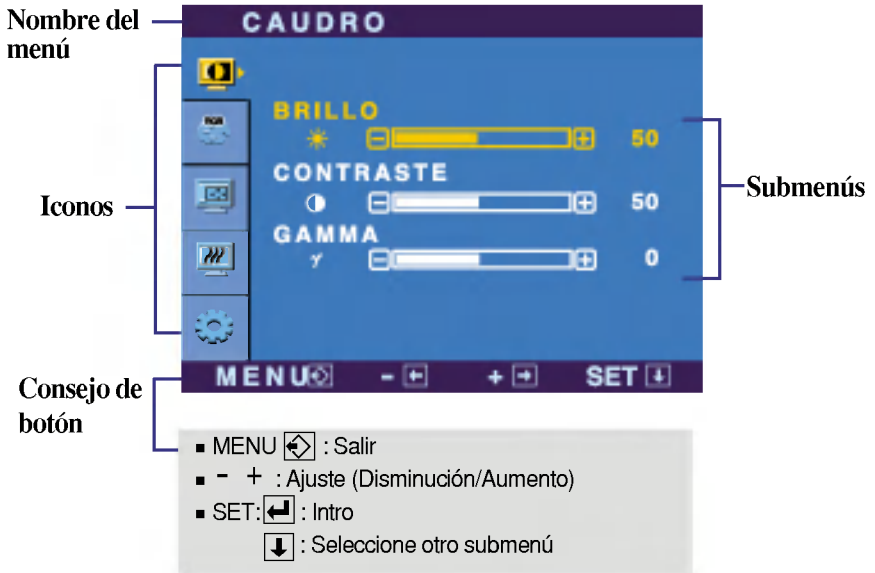 Nombre del
menú
CAUDRO
RGB
BRILLO
50
CONTRASTE
50
GAMMA
γ
0
Iconos
Submenús
MENU
-
+
SET
Consejo de
botón
▪ MENU : Salir
▪ - + : Ajuste (Disminución/Aumento)
▪ SET: : Intro
: Seleccione otro submenú